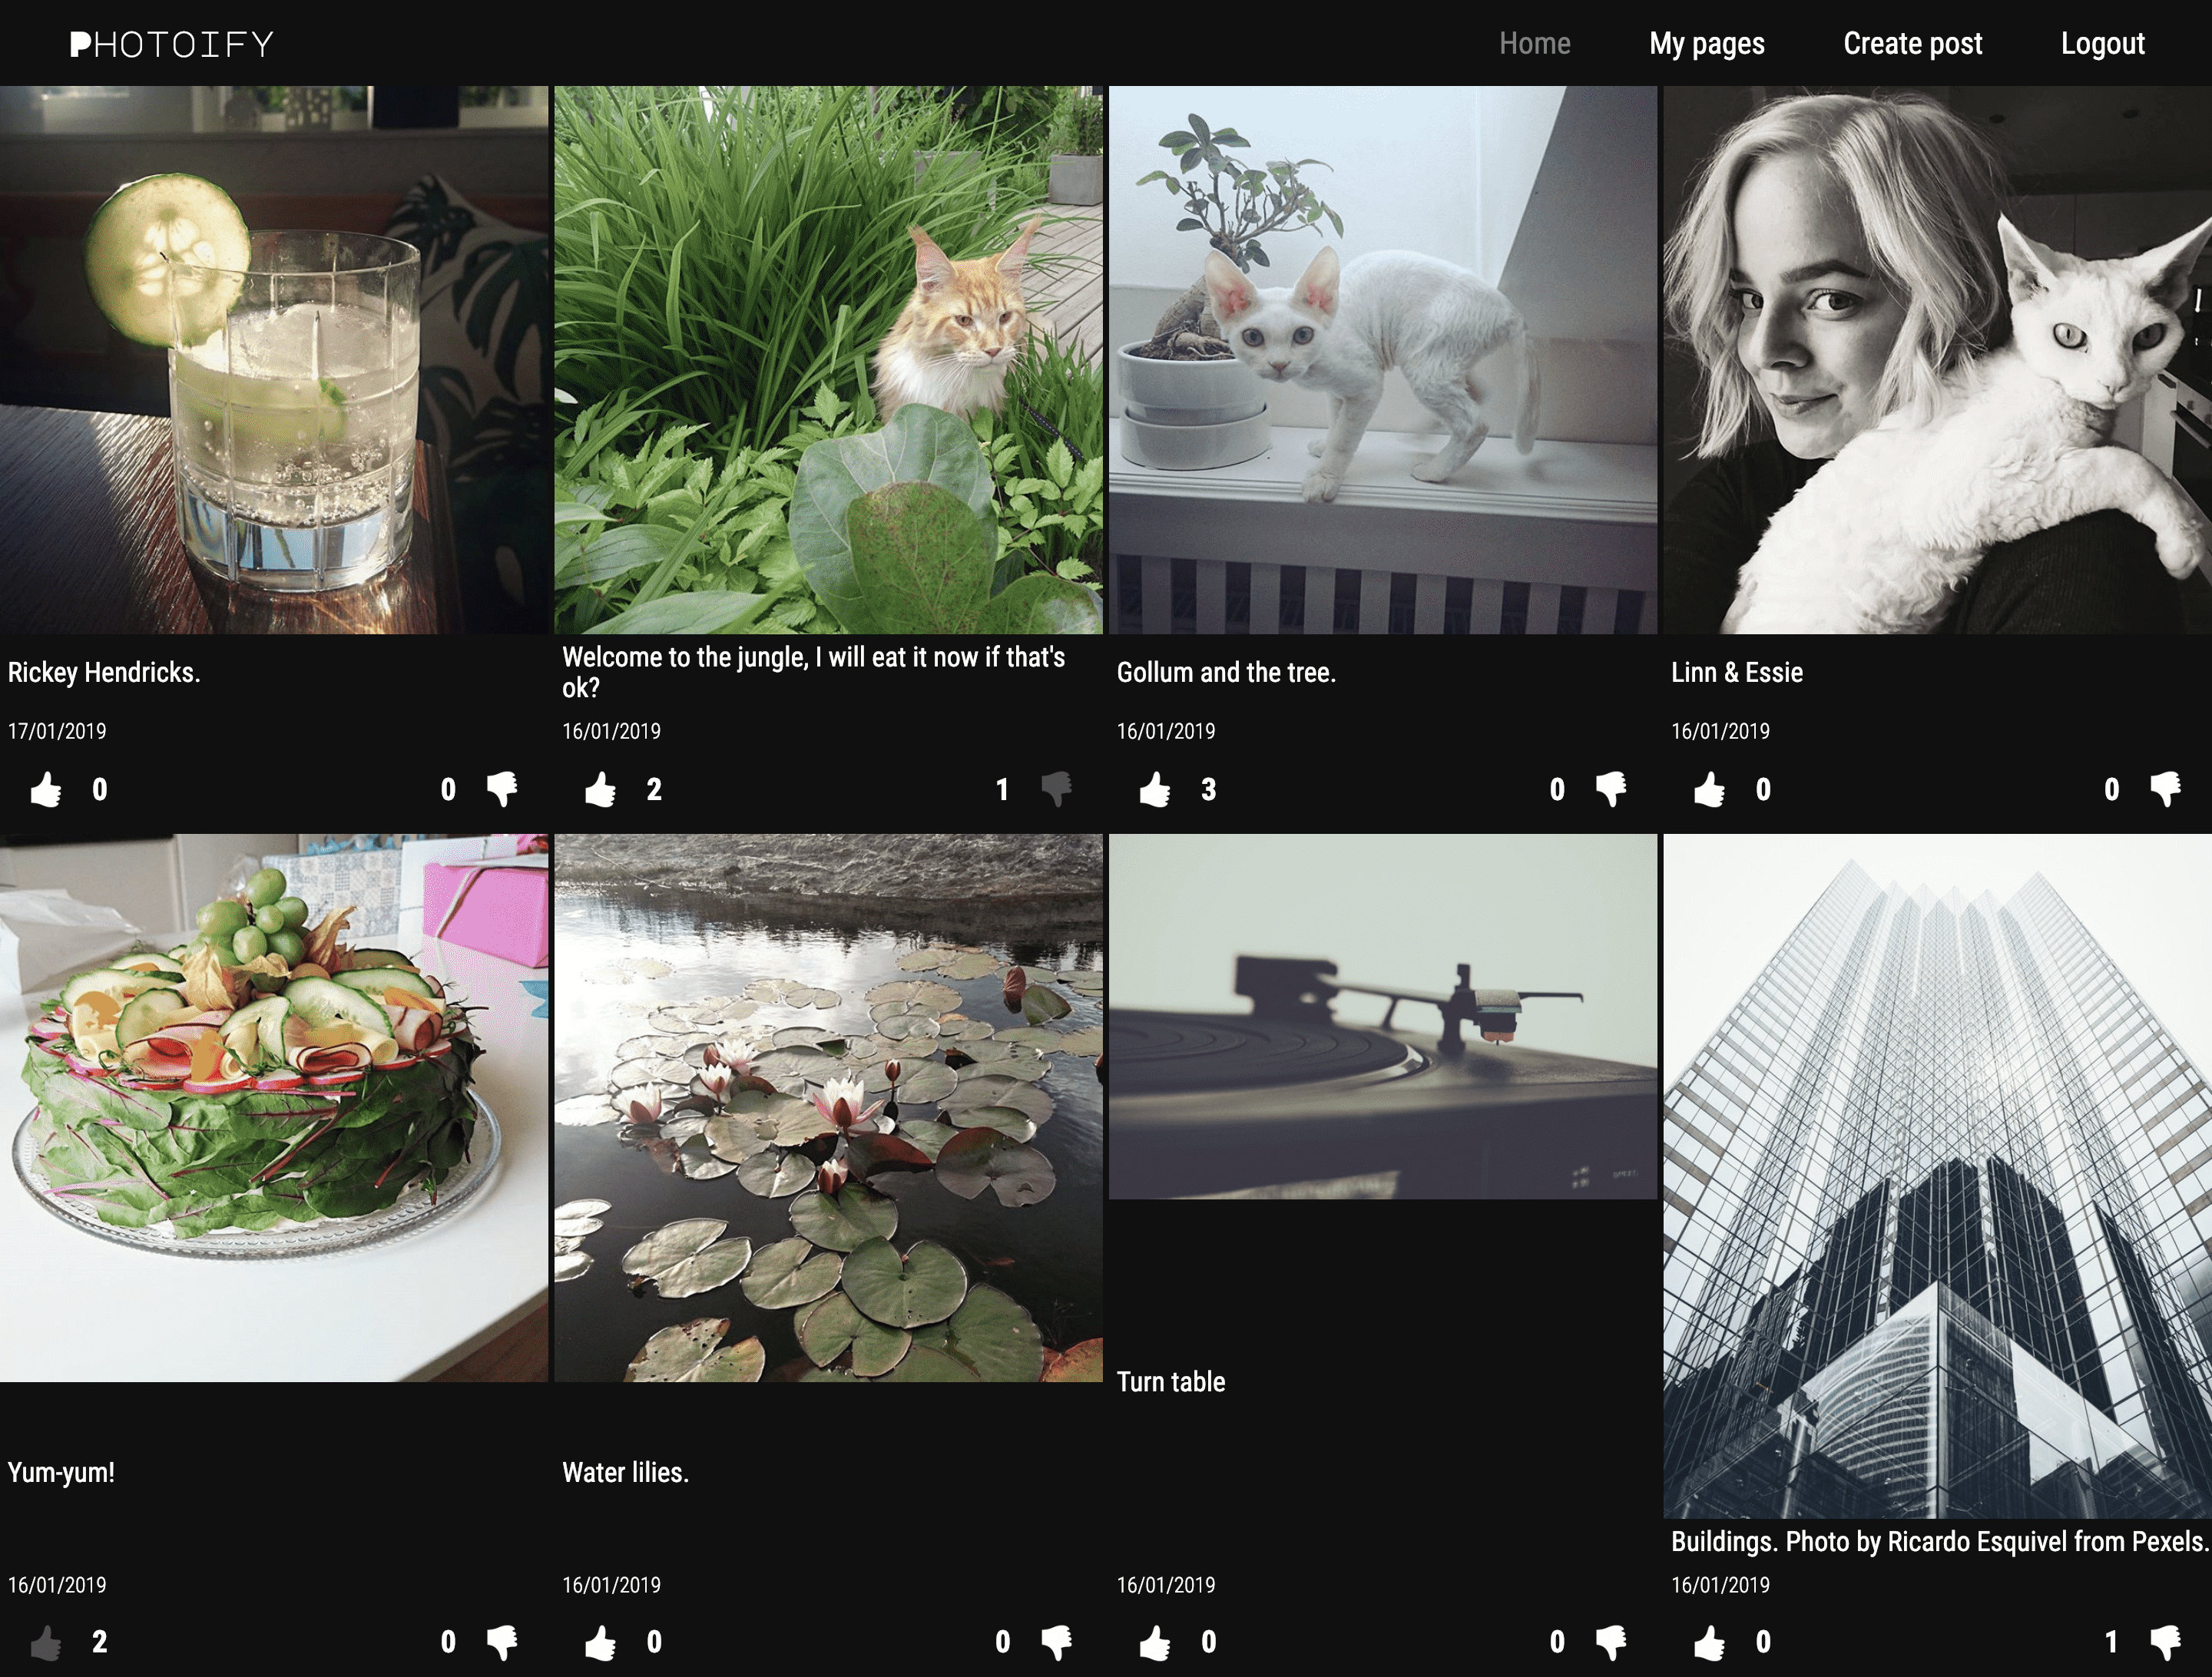 PHOTOIFY
Home
My pages
Create post
Logout
Rickey Hendricks.
17/01/2019
0
0
Welcome to the jungle, I will eat it now if that's
ok?
16/01/2019
2
1
Gollum and the tree.
16/01/2019
3
0
Linn & Essie
16/01/2019
0
0
Yum-yum!
16/01/2019
2
0
Water lilies.
16/01/2019
0
0
Turn table
16/01/2019
0
0
Buildings. Photo by Ricardo Esquivel from Pexels.
16/01/2019
0
1